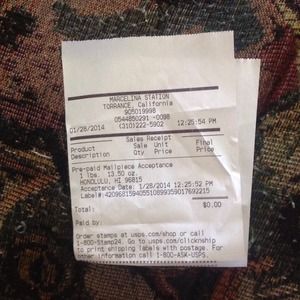 MARCELINA STATION
TORRANCE, California
905019998
0544850291 -0098
01/28/2014 (310)222-5902 12:25:54 PM
Sales Receipt
Product Sale Unit Final
Description Qty Price Price
Pre-paid Mailpiece Acceptance
1 lb. 13.50 oz.
HONOLULU, HI 96815
Acceptance Date: 1/28/2014 12:25:52 PM
Label#:420968159405510899359017692215
Total: $0.00
Paid by:
Order stamps at usps.com/shop or call
1-800-Stamp24. Go to usps.com/clicknship
to print shipping labels with postage. For
other information call 1-800-ASK-USPS.